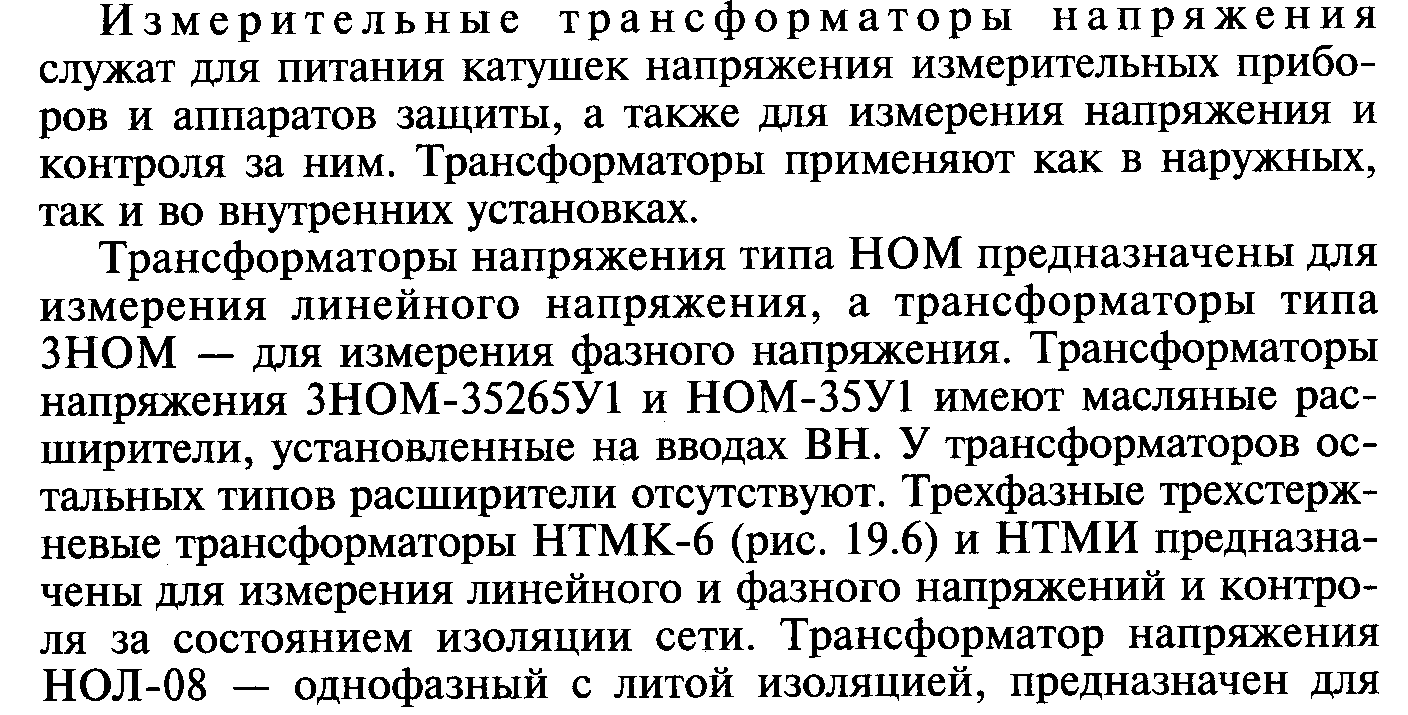 Измерительные трансформаторы напряжения
служат для питания катушек напряжения измерительных прибо-
ров и аппаратов защиты, а также для измерения напряжения и
контроля за ним. Трансформаторы применяют как в наружных,
так и во внутренних установках.
Трансформаторы напряжения типа НОМ предназначены для
измерения линейного напряжения, а трансформаторы типа
ЗНОМ — для измерения фазного напряжения. Трансформаторы
напряжения ЗНОМ-35265У1 и НОМ-35У1 имеют масляные рас-
ширители, установленные на вводах ВН. У трансформаторов ос-
тальных типов расширители отсутствуют. Трехфазные трехстерж-
невые трансформаторы НТМК-6 (рис. 19.6) и НТМИ предназна-
чены для измерения линейного и фазного напряжений и контро-
ля за состоянием изоляции сети. Трансформатор напряжения
НОЛ-08 — однофазный с литой изоляцией, предназначен для